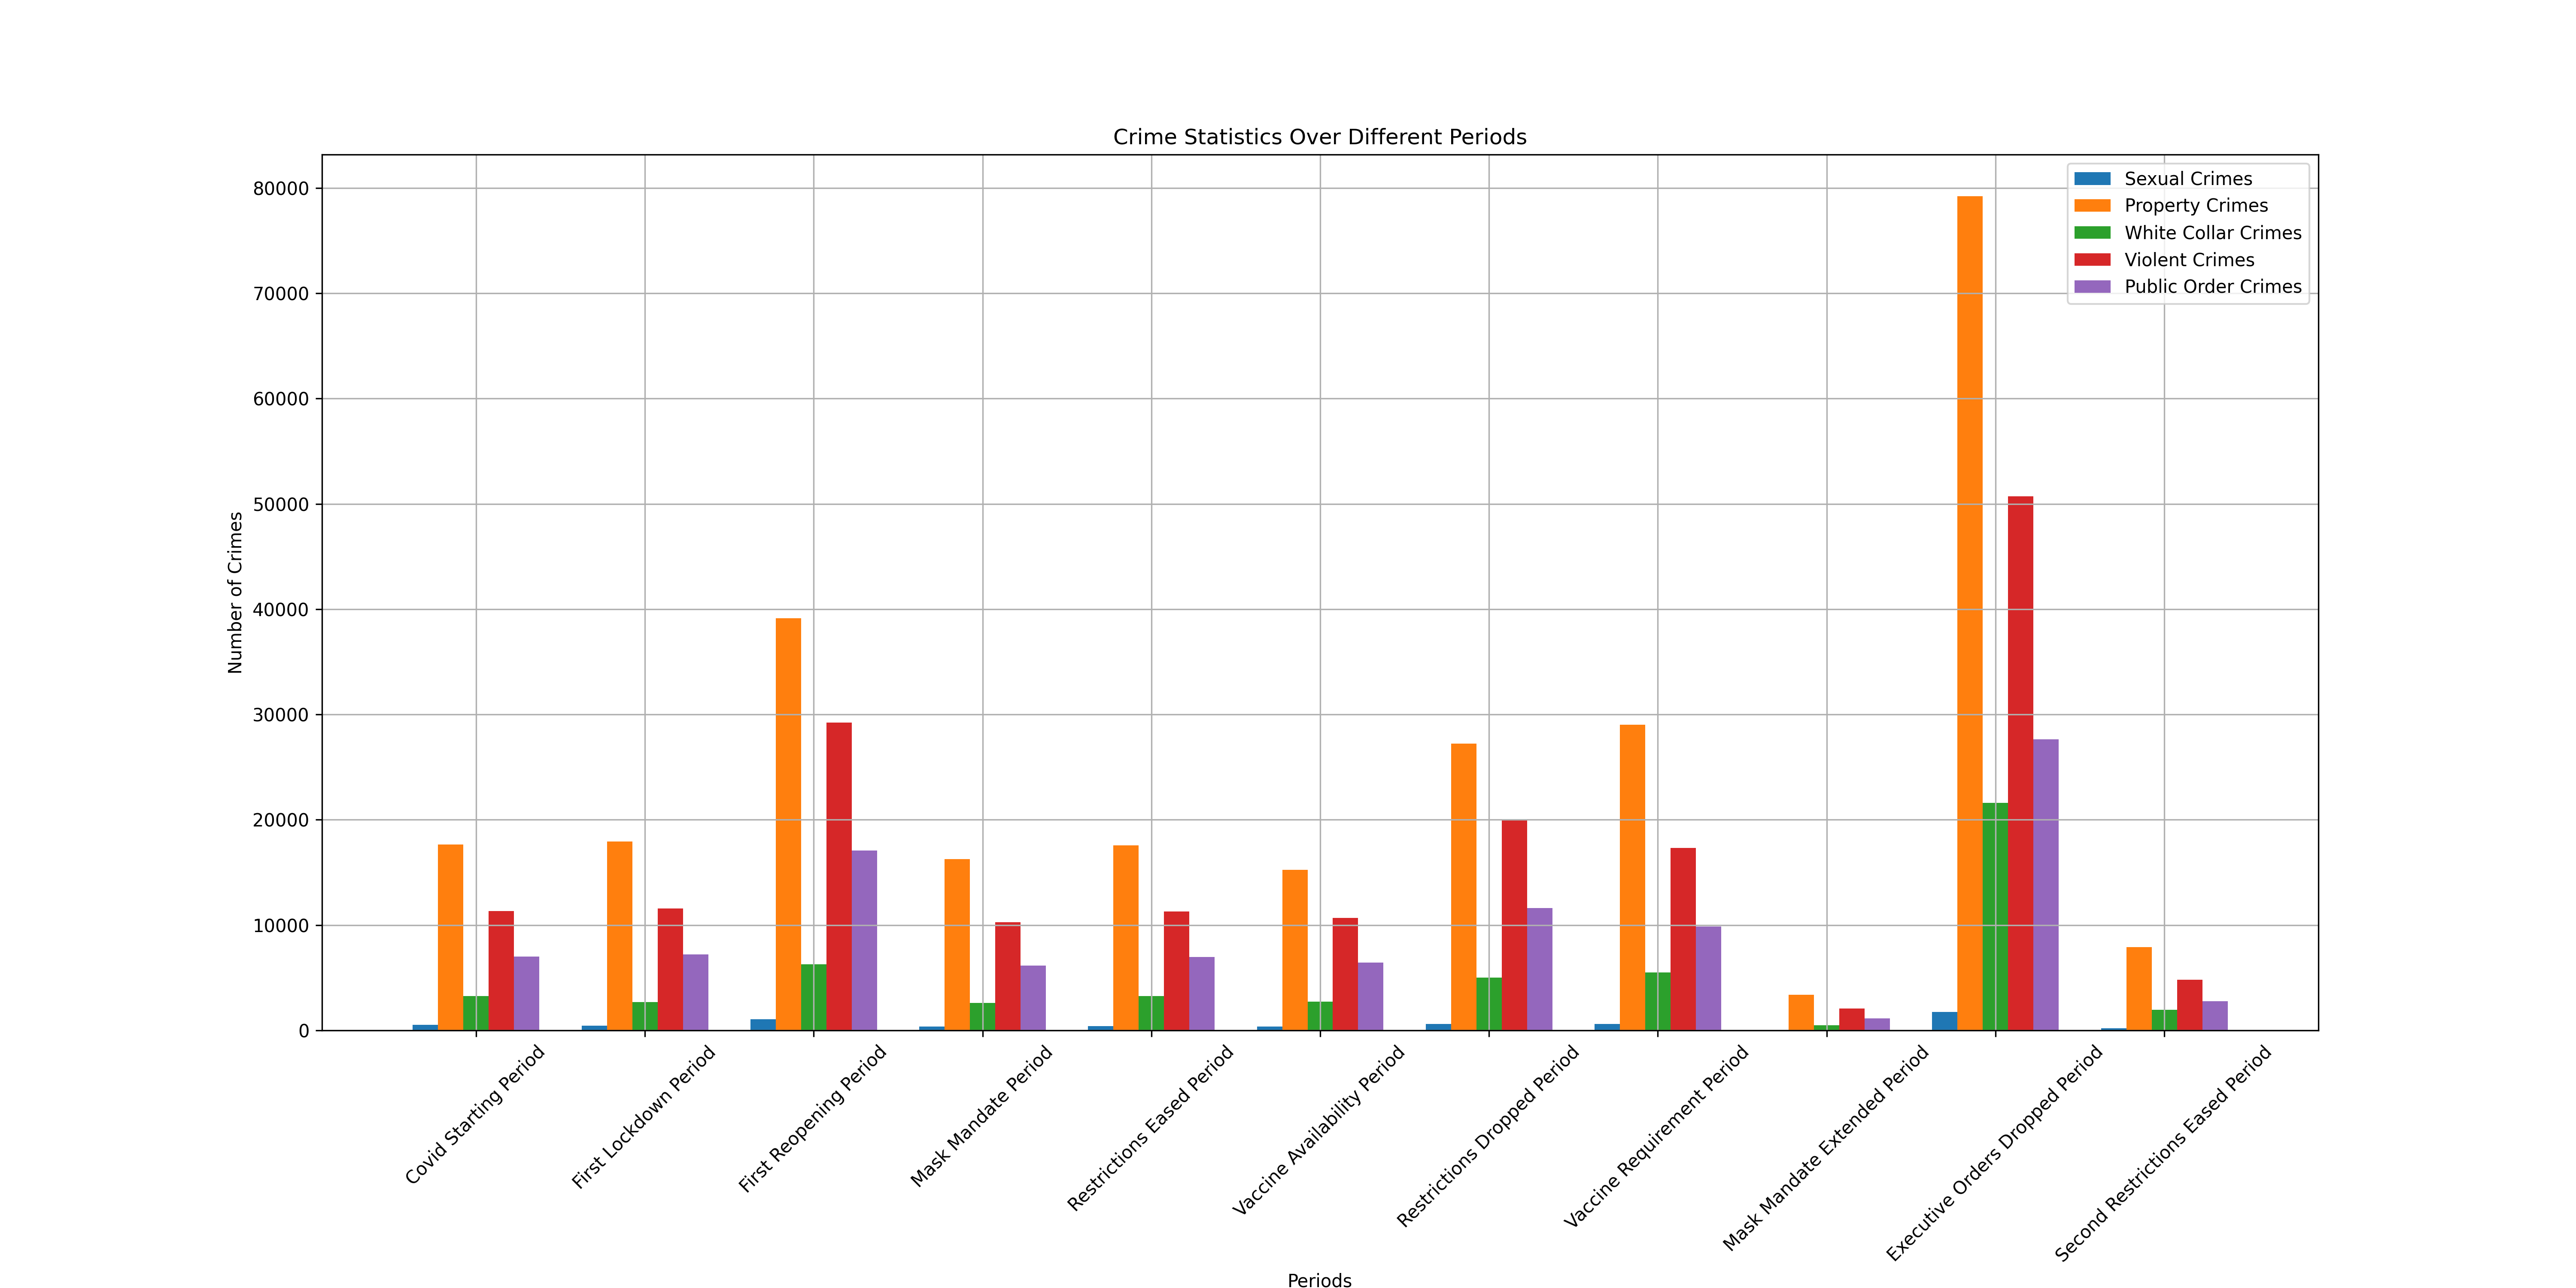 Crime Statistics Over Different Periods
Sexual Crimes
Property Crimes
White Collar Crimes
Violent Crimes
Public Order Crimes
Number of Crimes
80000
70000
60000
50000
40000
30000
20000
10000
0
Covid Starting Period
First Lockdown Period
First Reopening Period
Mask Mandate Period
Restrictions Eased Period
Vaccine Availability Period
Restrictions Dropped Period
Vaccine Requirement Period
Mask Mandate Extended Period
Executive Orders Dropped Period
Second Restrictions Eased Period
Periods